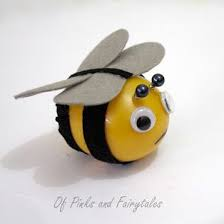 Of Pinks and Fairytales